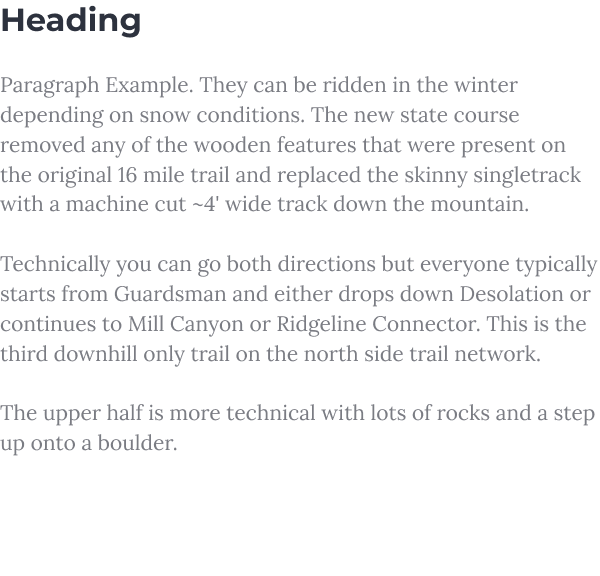 Heading
Paragraph Example. They can be ridden in the winter
depending on snow conditions. The new state course
removed any of the wooden features that were present on
the original 16 mile trail and replaced the skinny singletrack
with a machine cut ~4' wide track down the mountain.
Technically you can go both directions but everyone typically
starts from Guardsman and either drops down Desolation or
continues to Mill Canyon or Ridgeline Connector. This is the
third downhill only trail on the north side trail network.
The upper half is more technical with lots of rocks and a step
up onto a boulder.